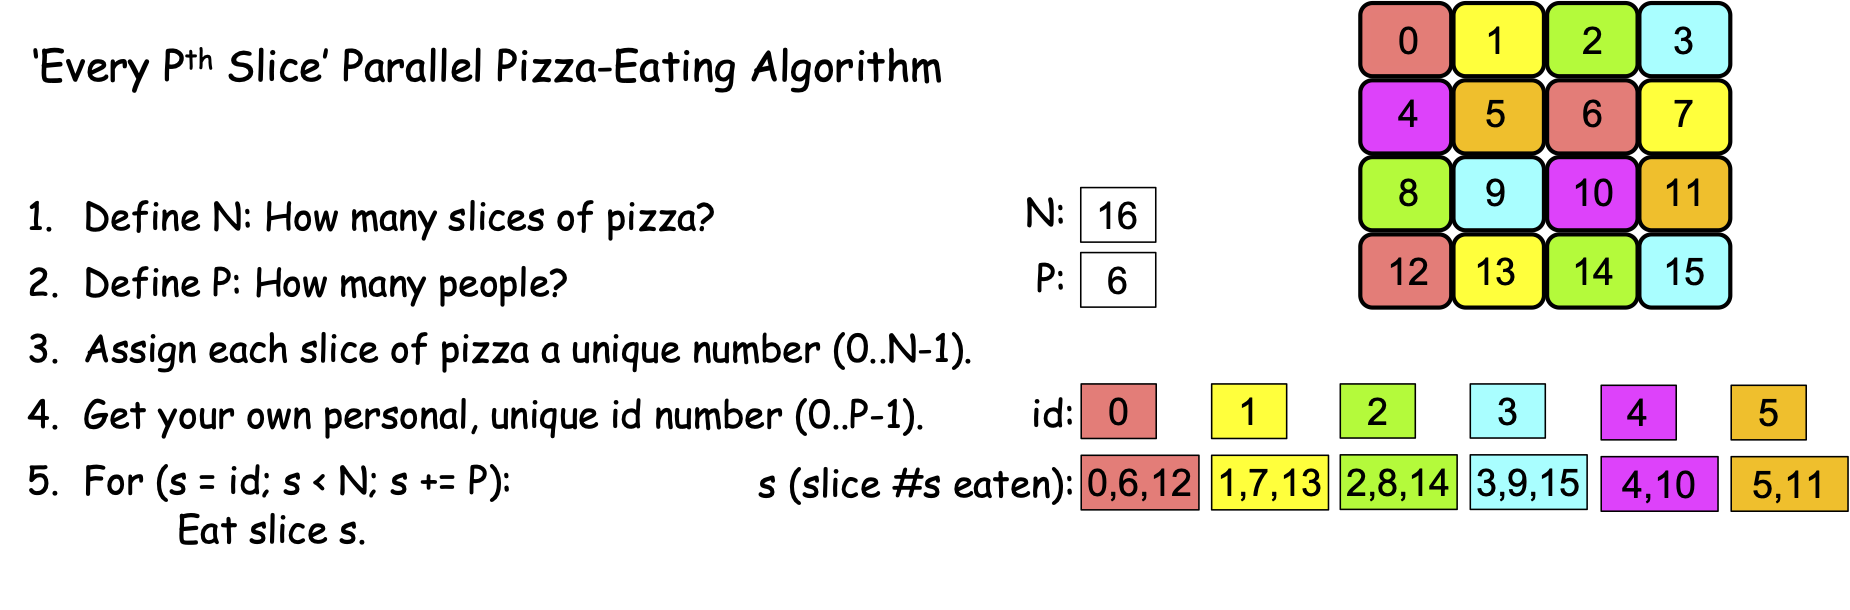 'Every Pth Slice' Parallel Pizza-Eating Algorithm
0 1 2 3
4 5 6 7
8 9 10 11
12 13 14 15
1. Define N: How many slices of pizza?
N: 16
2. Define P: How many people?
P: 6
3. Assign each slice of pizza a unique number (0..N-1).
4. Get your own personal, unique id number (0..P-1).
id: 0 1 2 3 4 5
5. For (s = id; s < N; s += P):
s (slice #s eaten): 0,6,12 1,7,13 2,8,14 3,9,15 4,10 5,11
Eat slice s.